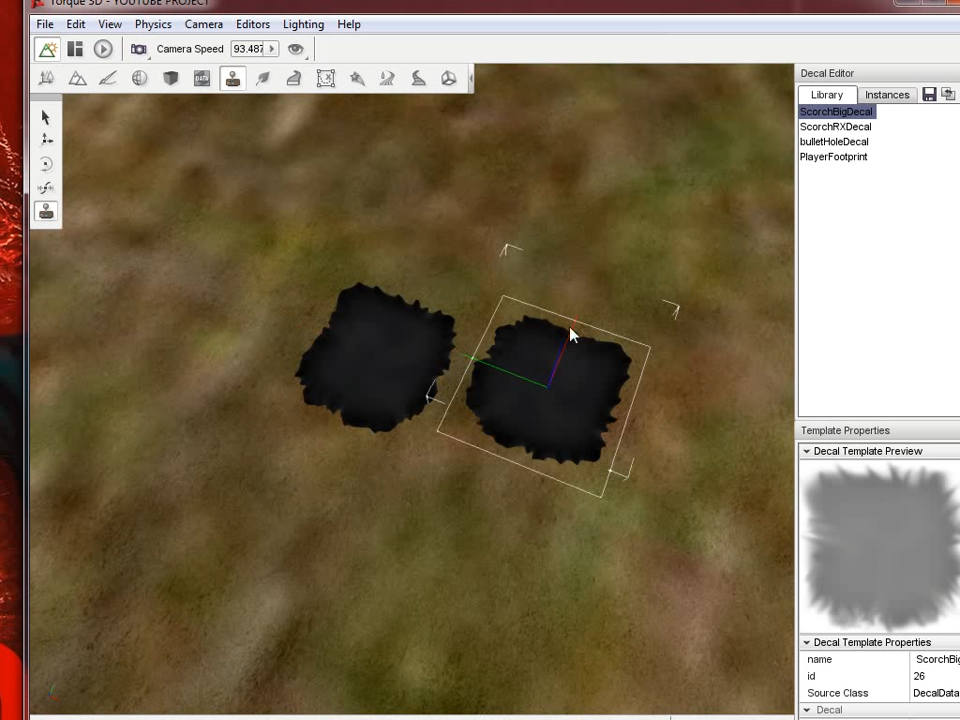 Torque 3D - YOUTUBE PROJECT
File Edit View Physics Camera Editors Lighting Help
Camera Speed 93.487
Decal Editor
Library Instances
ScorchBigDecal
ScorchRXDecal
bulletHoleDecal
PlayerFootprint
Template Properties
Decal Template Preview
Decal Template Properties
name ScorchBig
id 26
Source Class DecalData
Decal